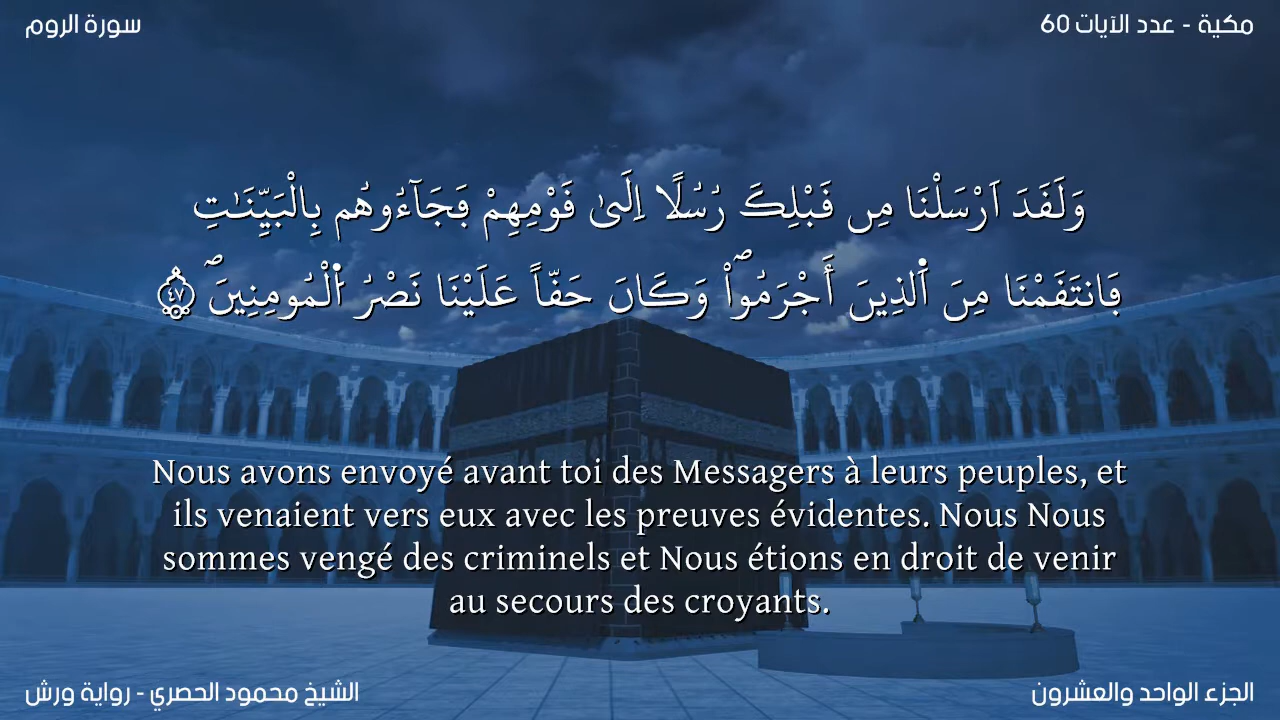 سورة الروم
مكية - عدد الآيات 60
وَلَقَدَ اَرْسَلْنَا مِن قَبْلِكَ رُسُلًا اِلَىٰ قَوْمِهِمْ فَجَآءُوهُم بِالْبَيِّنَٰتِ
فَانتَقَمْنَا مِنَ اَ۬لذِينَ أَجْرَمُواْۖ وَكَانَ حَقّاً عَلَيْنَا نَصْرُ اُ۬لْمُومِنِينَۖ ٤٧
Nous avons envoyé avant toi des Messagers à leurs peuples, et
ils venaient vers eux avec les preuves évidentes. Nous Nous
sommes vengé des criminels et Nous étions en droit de venir
au secours des croyants.
الشيخ محمود الحصري - رواية ورش
الجزء الواحد والعشرون